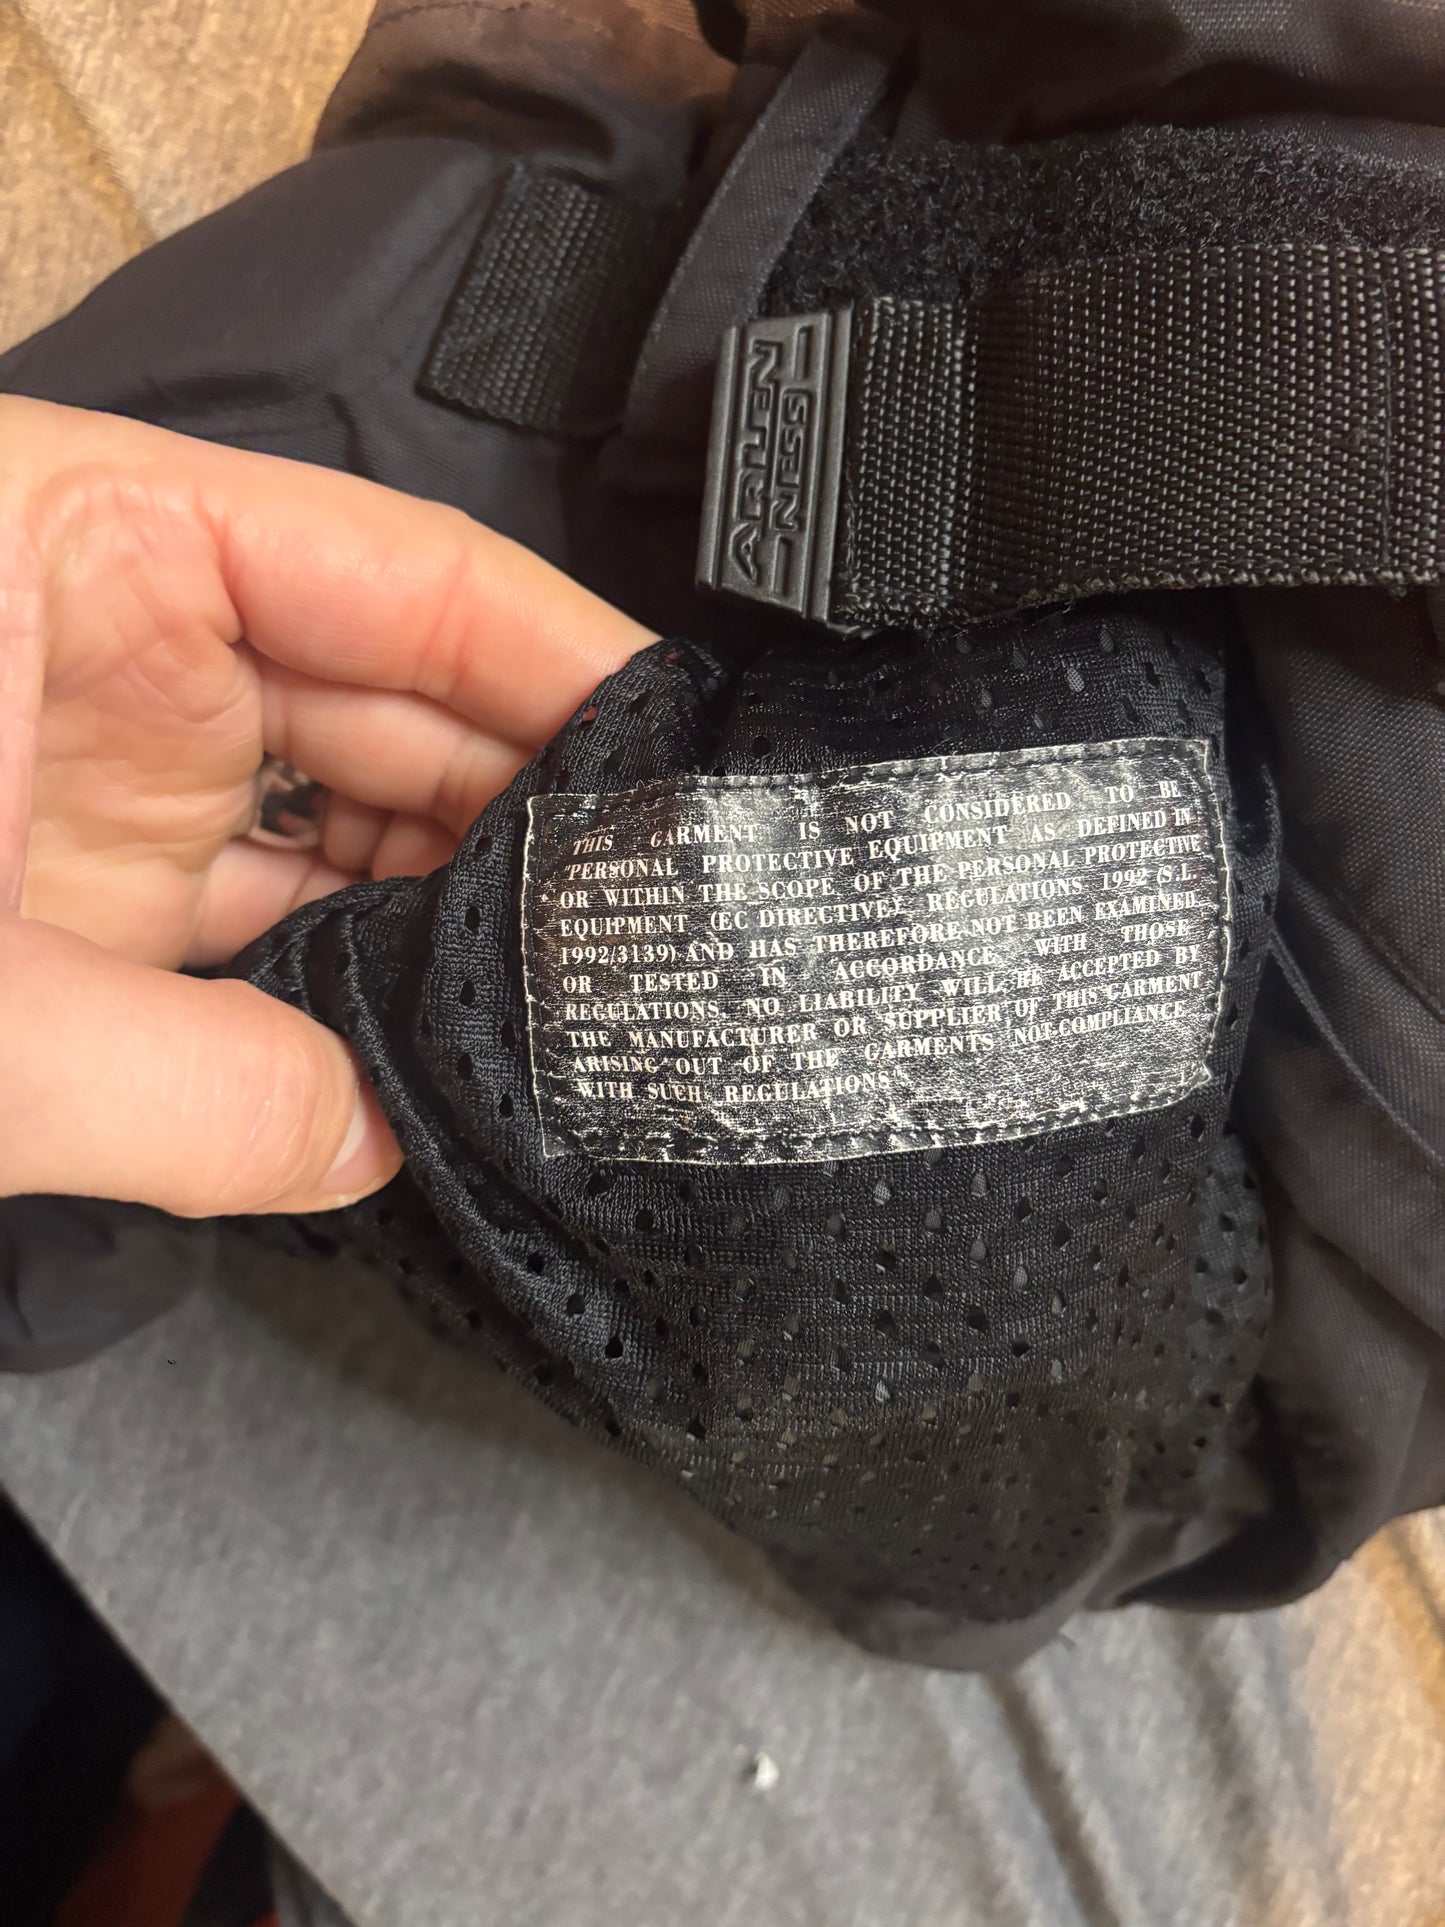 ARLEN
NESS
THIS GARMENT IS NOT CONSIDERED TO BE
PERSONAL PROTECTIVE EQUIPMENT AS DEFINED IN
OR WITHIN THE SCOPE OF THE PERSONAL PROTECTIVE
EQUIPMENT (EC DIRECTIVE) REGULATIONS 1992 (S.L.
1992/3139) AND HAS THEREFORE NOT BEEN EXAMINED
OR TESTED IN ACCORDANCE WITH THOSE
REGULATIONS. NO LIABILITY WILL BE ACCEPTED BY
THE MANUFACTURER OR SUPPLIER OF THIS GARMENT
ARISING OUT OF THE GARMENTS NOT-COMPLIANCE
WITH SUCH REGULATIONS"